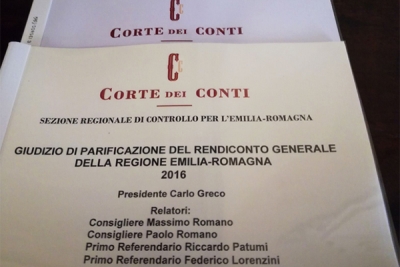 CORTE DEI CONTI
CORTE DEI CONTI
SEZIONE REGIONALE DI CONTROLLO PER L'EMILIA-ROMAGNA
GIUDIZIO DI PARIFICAZIONE DEL RENDICONTO GENERALE
DELLA REGIONE EMILIA-ROMAGNA
2016
Presidente Carlo Greco
Relatori:
Consigliere Massimo Romano
Consigliere Paolo Romano
Primo Referendario Riccardo Patumi
Primo Referendario Federico Lorenzini